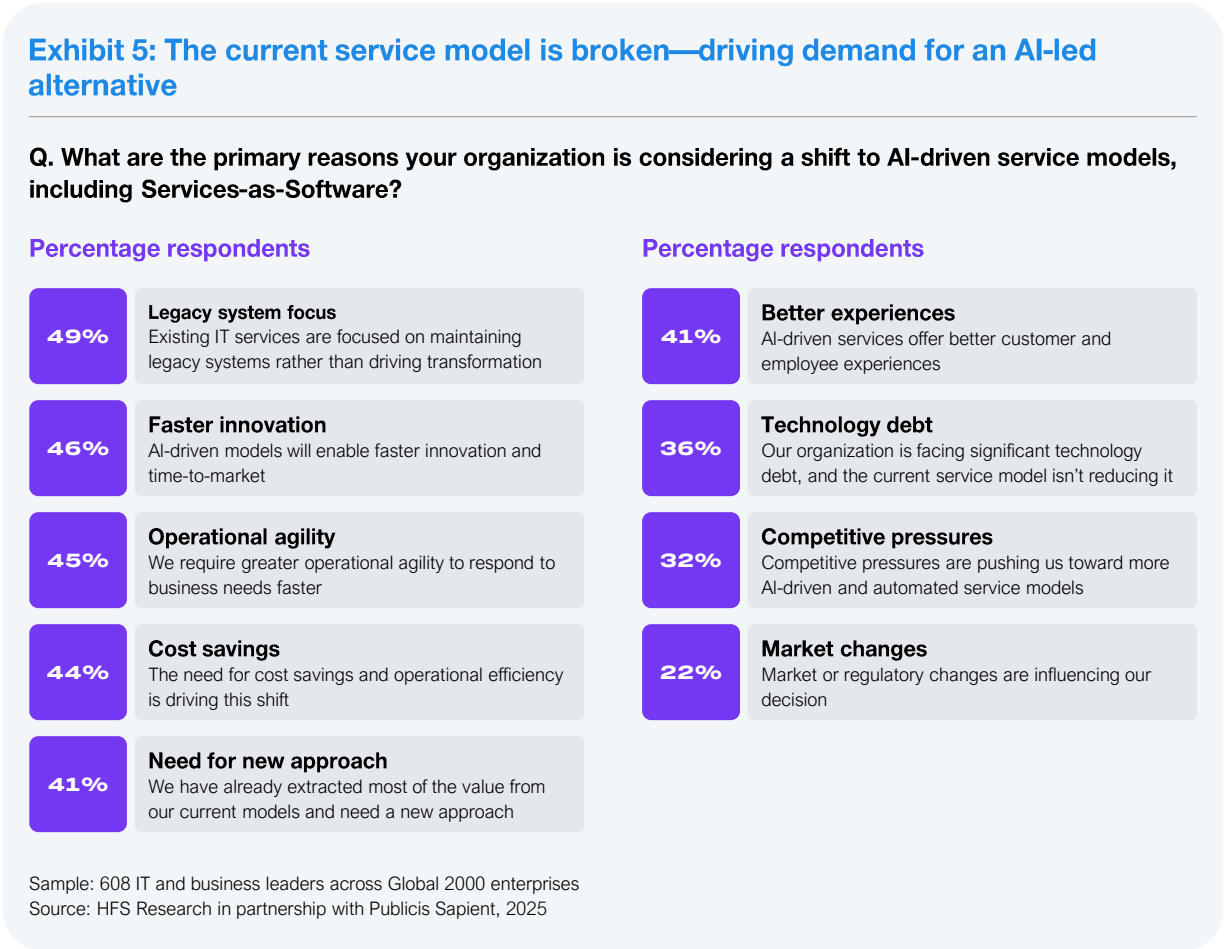 Exhibit 5: The current service model is broken—driving demand for an AI-led
alternative
Q. What are the primary reasons your organization is considering a shift to AI-driven service models,
including Services-as-Software?
Percentage respondents
49%
Legacy system focus
Existing IT services are focused on maintaining
legacy systems rather than driving transformation
46%
Faster innovation
AI-driven models will enable faster innovation and
time-to-market
45%
Operational agility
We require greater operational agility to respond to
business needs faster
44%
Cost savings
The need for cost savings and operational efficiency
is driving this shift
41%
Need for new approach
We have already extracted most of the value from
our current models and need a new approach
Percentage respondents
41%
Better experiences
AI-driven services offer better customer and
employee experiences
36%
Technology debt
Our organization is facing significant technology
debt, and the current service model isn’t reducing it
32%
Competitive pressures
Competitive pressures are pushing us toward more
AI-driven and automated service models
22%
Market changes
Market or regulatory changes are influencing our
decision
Sample: 608 IT and business leaders across Global 2000 enterprises
Source: HFS Research in partnership with Publicis Sapient, 2025